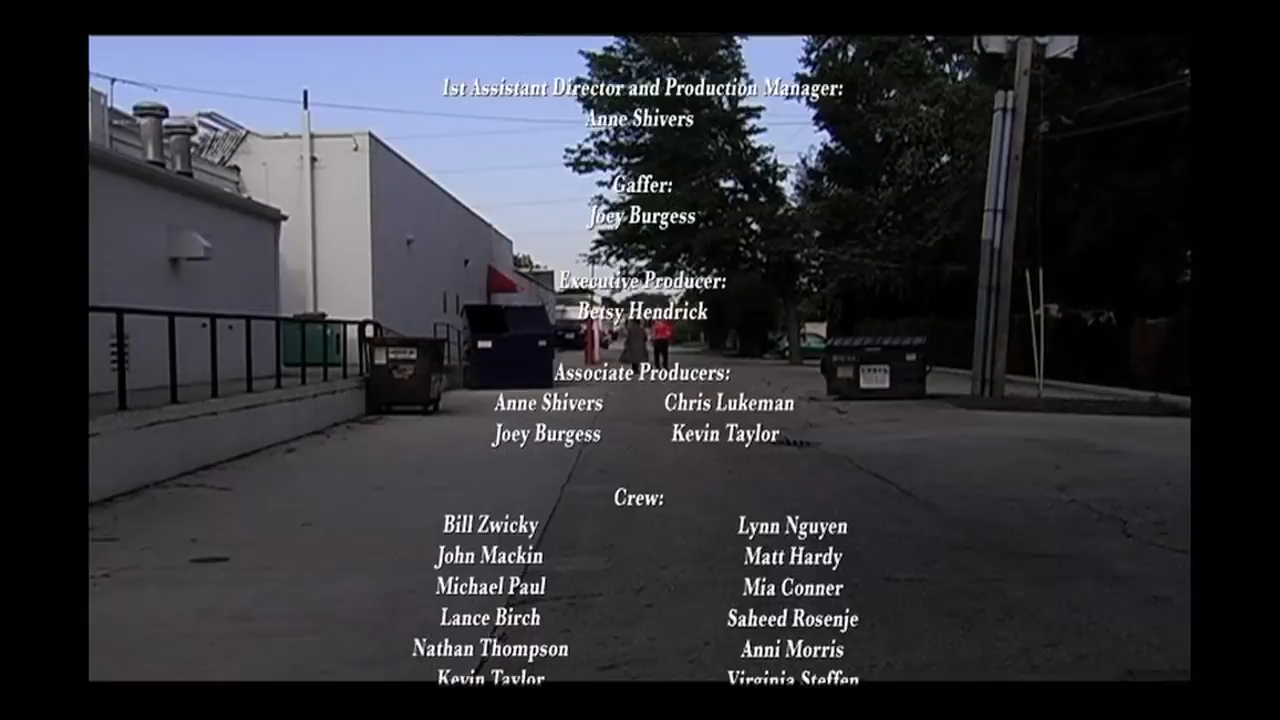 1st Assistant Director and Production Manager:
Anne Shivers
Gaffer:
Joey Burgess
Executive Producer:
Betsy Hendrick
Associate Producers:
Anne Shivers Chris Lukeman
Joey Burgess Kevin Taylor
Crew:
Bill Zwicky Lynn Nguyen
John Mackin Matt Hardy
Michael Paul Mia Conner
Lance Birch Saheed Rosenje
Nathan Thompson Anni Morris
Kevin Taylor Virginia Steffen